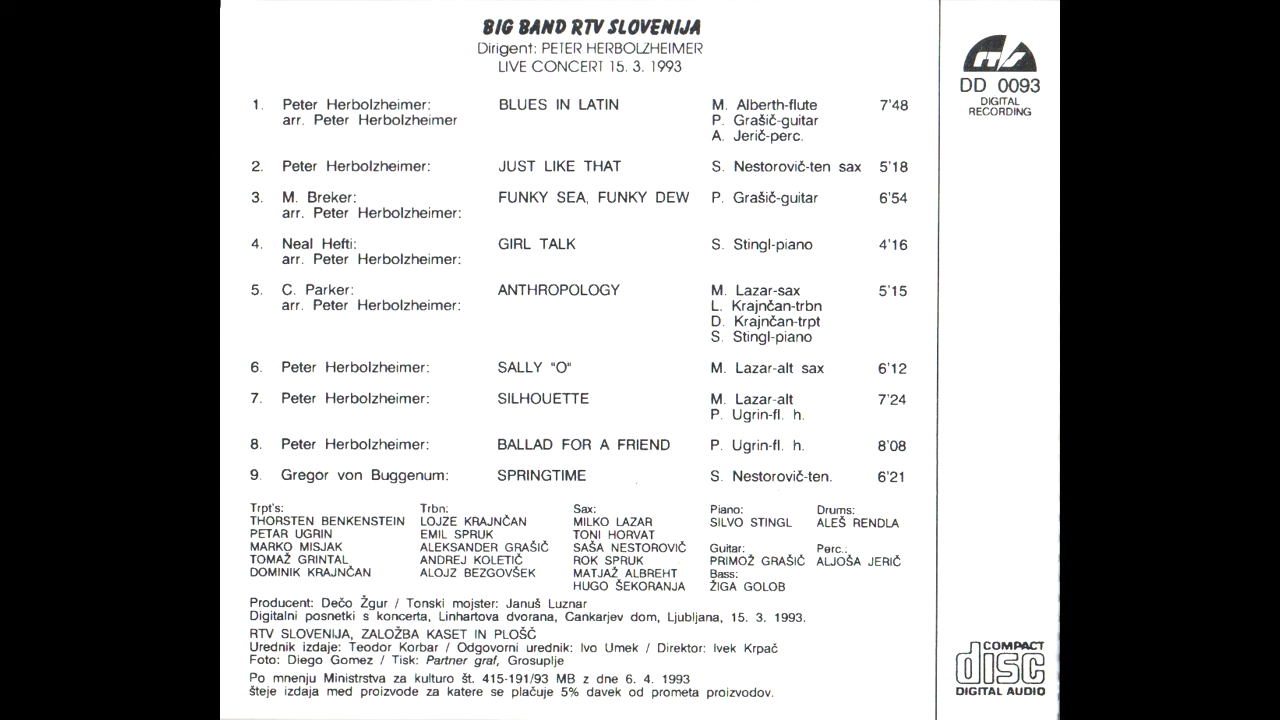 BIG BAND RTV SLOVENIJA
Dirigent: PETER HERBOLZHEIMER
LIVE CONCERT 15. 3. 1993
1. Peter Herbolzheimer: BLUES IN LATIN M. Alberth-flute 7'48
arr. Peter Herbolzheimer P. Grašič-guitar
A. Jerič-perc.
2. Peter Herbolzheimer: JUST LIKE THAT S. Nestorovič-ten sax 5'18
3. M. Breker: FUNKY SEA, FUNKY DEW P. Grašič-guitar 6'54
arr. Peter Herbolzheimer:
4. Neal Hefti: GIRL TALK S. Stingl-piano 4'16
arr. Peter Herbolzheimer:
5. C. Parker: ANTHROPOLOGY M. Lazar-sax 5'15
arr. Peter Herbolzheimer: L. Krajnčan-trbn
D. Krajnčan-trpt
S. Stingl-piano
6. Peter Herbolzheimer: SALLY "O" M. Lazar-alt sax 6'12
7. Peter Herbolzheimer: SILHOUETTE M. Lazar-alt 7'24
P. Ugrin-fl. h.
8. Peter Herbolzheimer: BALLAD FOR A FRIEND P. Ugrin-fl. h. 8'08
9. Gregor von Buggenum: SPRINGTIME S. Nestorovič-ten. 6'21
Trpt's:
THORSTEN BENKENSTEIN
PETAR UGRIN
MARKO MISJAK
TOMAŽ GRINTAL
DOMINIK KRAJNČAN
Trbn:
LOJZE KRAJNČAN
EMIL SPRUK
ALEKSANDER GRAŠIČ
ANDREJ KOLETIČ
ALOJZ BEZGOVŠEK
Sax:
MILKO LAZAR
TONI HORVAT
SAŠA NESTOROVIČ
ROK SPRUK
MATJAŽ ALBREHT
HUGO ŠEKORANJA
Piano:
SILVO STINGL
Guitar:
PRIMOŽ GRAŠIČ
Bass:
ŽIGA GOLOB
Drums:
ALEŠ RENDLA
Perc.:
ALJOŠA JERIČ
Producent: Dečo Žgur / Tonski mojster: Januš Luznar
Digitalni posnetki s koncerta, Linhartova dvorana, Cankarjev dom, Ljubljana, 15. 3. 1993.
RTV SLOVENIJA, ZALOŽBA KASET IN PLOŠČ
Urednik izdaje: Teodor Korbar / Odgovorni urednik: Ivo Umek / Direktor: Ivek Krpač
Foto: Diego Gomez / Tisk: Partner graf, Grosuplje
Po mnenju Ministrstva za kulturo št. 415-191/93 MB z dne 6. 4. 1993
šteje izdaja med proizvode za katere se plačuje 5% davek od prometa proizvodov.
RTVS
DD 0093
DIGITAL
RECORDING
COMPACT
disc
DIGITAL AUDIO